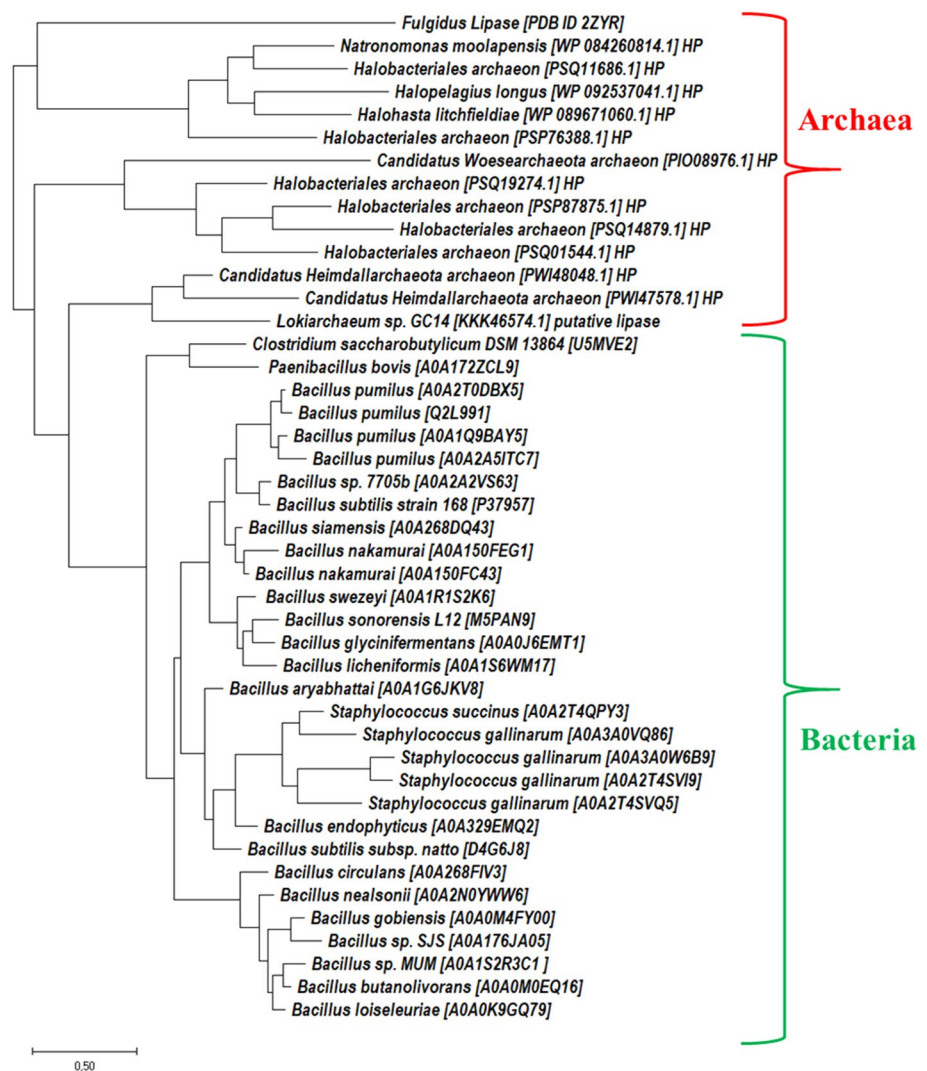 Fulgidus Lipase [PDB ID 2ZYR]
Natronomonas moolapensis [WP 084260814.1] HP
Halobacteriales archaeon [PSQ11686.1] HP
Halopelagius longus [WP 092537041.1] HP
Halohasta litchfieldiae [WP 089671060.1] HP
Halobacteriales archaeon [PSP76388.1] HP
Archaea
Candidatus Woesearchaeota archaeon [PIO08976.1] HP
Halobacteriales archaeon [PSQ19274.1] HP
Halobacteriales archaeon [PSP87875.1] HP
Halobacteriales archaeon [PSQ14879.1] HP
Halobacteriales archaeon [PSQ01544.1] HP
Candidatus Heimdallarchaeota archaeon [PWI48048.1] HP
Candidatus Heimdallarchaeota archaeon [PWI47578.1] HP
Lokiarchaeum sp. GC14 [KKK46574.1] putative lipase
Clostridium saccharobutylicum DSM 13864 [U5MVE2]
Paenibacillus bovis [A0A172ZCL9]
Bacillus pumilus [A0A2T0DBX5]
Bacillus pumilus [Q2L991]
Bacillus pumilus [A0A1Q9BAY5]
Bacillus pumilus [A0A2A5ITC7]
Bacillus sp. 7705b [A0A2A2VS63]
Bacillus subtilis strain 168 [P37957]
Bacillus siamensis [A0A268DQ43]
Bacillus nakamurai [A0A150FEG1]
Bacillus nakamurai [A0A150FC43]
Bacillus swezeyi [A0A1R1S2K6]
Bacillus sonorensis L12 [M5PAN9]
Bacillus glycinifermentans [A0A0J6EMT1]
Bacillus licheniformis [A0A1S6WM17]
Bacillus aryabhattai [A0A1G6JKV8]
Staphylococcus succinus [A0A2T4QPY3]
Staphylococcus gallinarum [A0A3A0VQ86]
Bacteria
Staphylococcus gallinarum [A0A3A0W6B9]
Staphylococcus gallinarum [A0A2T4SVI9]
Staphylococcus gallinarum [A0A2T4SVQ5]
Bacillus endophyticus [A0A329EMQ2]
Bacillus subtilis subsp. natto [D4G6J8]
Bacillus circulans [A0A268FIV3]
Bacillus nealsonii [A0A2N0YWW6]
Bacillus gobiensis [A0A0M4FY00]
Bacillus sp. SJS [A0A176JA05]
Bacillus sp. MUM [A0A1S2R3C1 ]
Bacillus butanolivorans [A0A0M0EQ16]
Bacillus loiseleuriae [A0A0K9GQ79]
0.50